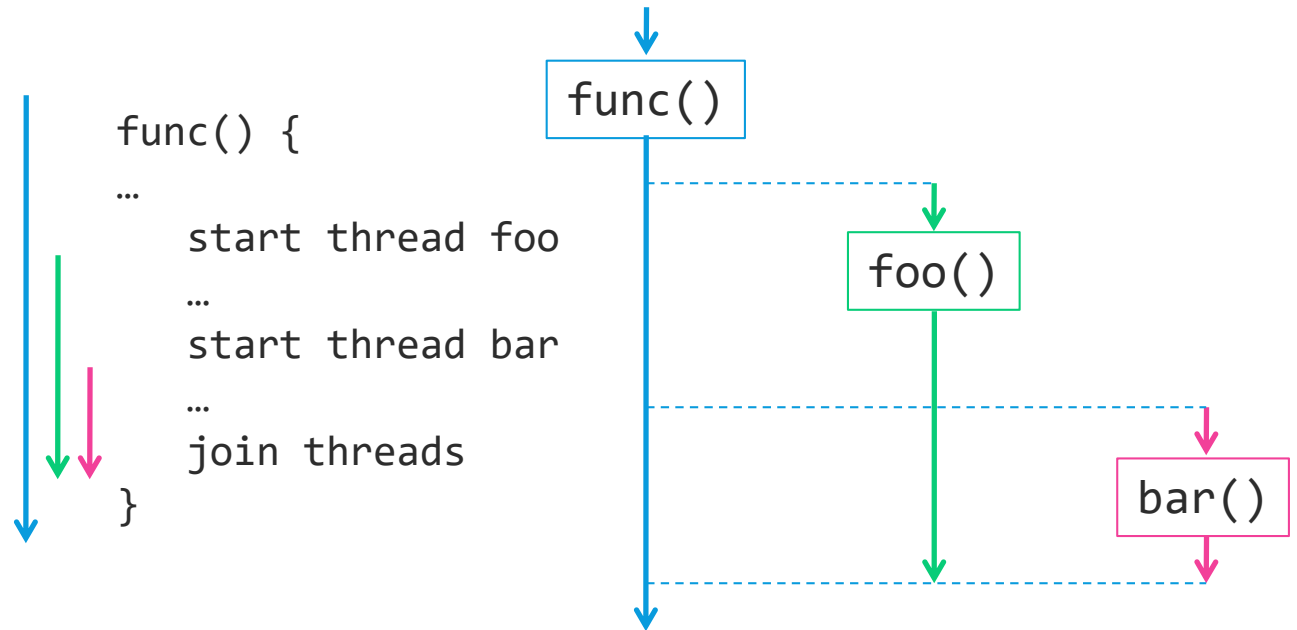 func() {
…
start thread foo
…
start thread bar
…
join threads
}
func()
foo()
bar()